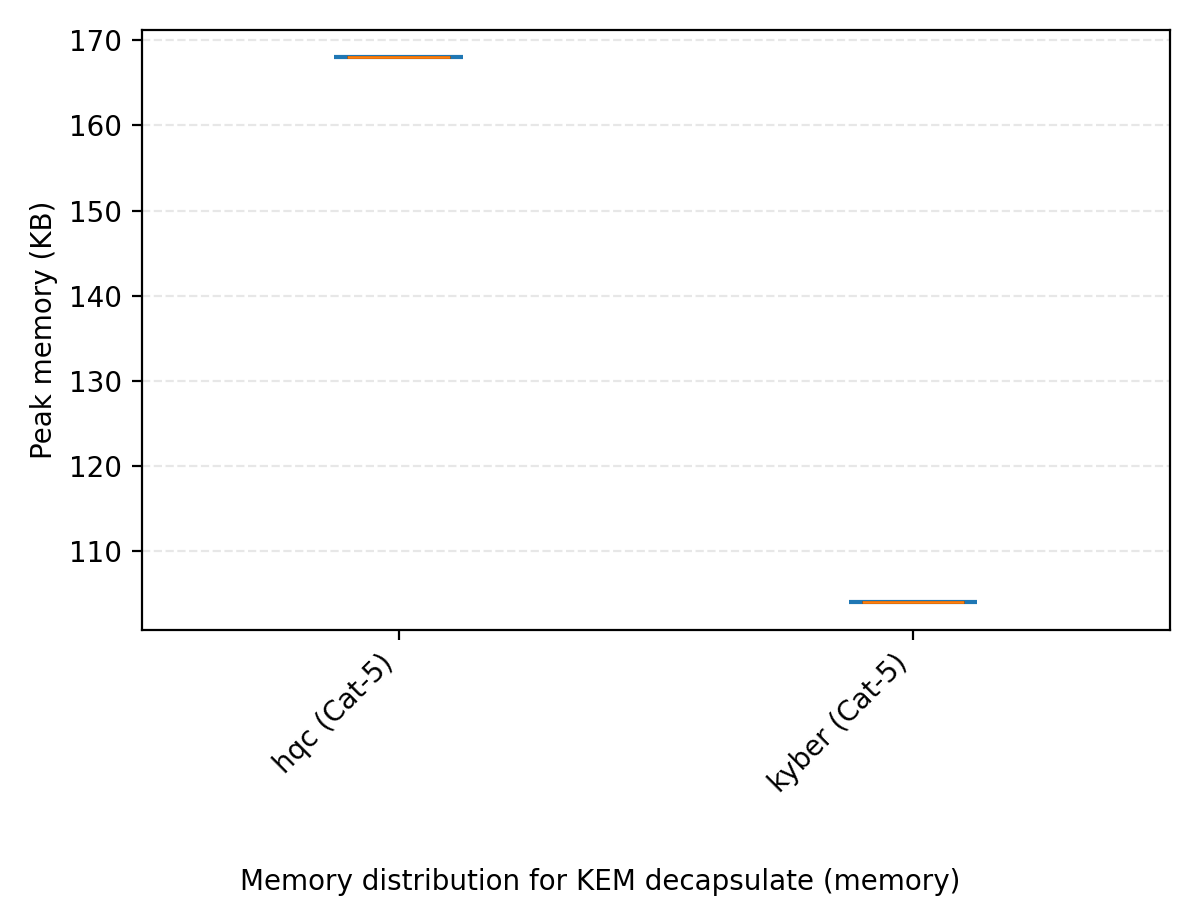 170
160
150
140
130
120
110
Peak memory (KB)
hqc (Cat-5)
kyber (Cat-5)
Memory distribution for KEM decapsulate (memory)